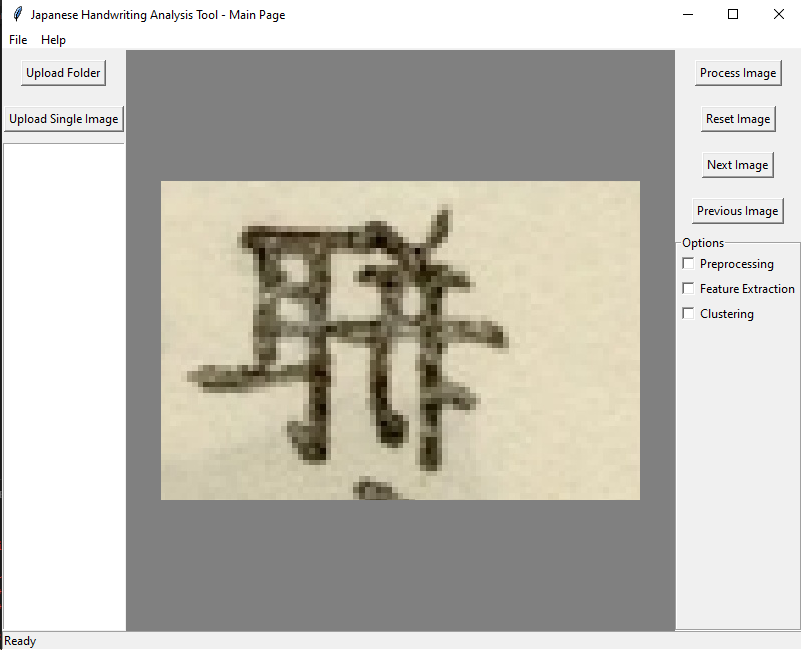 Japanese Handwriting Analysis Tool - Main Page
File Help
Upload Folder
Upload Single Image
Process Image
Reset Image
Next Image
Previous Image
Options
Preprocessing
Feature Extraction
Clustering
Ready